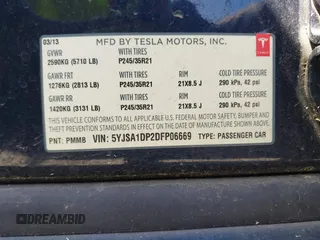 03/13 MFD BY TESLA MOTORS, INC.
GVWR TIRES
2590KG (5710 LB) P245/35R21
GAWR FRT TIRES RIM COLD TIRE PRESSURE
1276KG (2813 LB) P245/35R21 21X8.5 J 290 kPa, 42 psi
GAWR RR TIRES RIM COLD TIRE PRESSURE
1420KG (3131 LB) P245/35R21 21X8.5 J 290 kPa, 42 psi
THIS VEHICLE CONFORMS TO ALL APPLICABLE U.S.
FEDERAL MOTOR VEHICLE SAFETY, BUMPER, AND THEFT
PREVENTION STANDARDS IN EFFECT ON THE DATE OF
MANUFACTURE SHOWN ABOVE.
PNT: PMMB VIN: 5YJSA1DP2DFP06669 TYPE: PASSENGER CAR
DREAMBID
TESLA